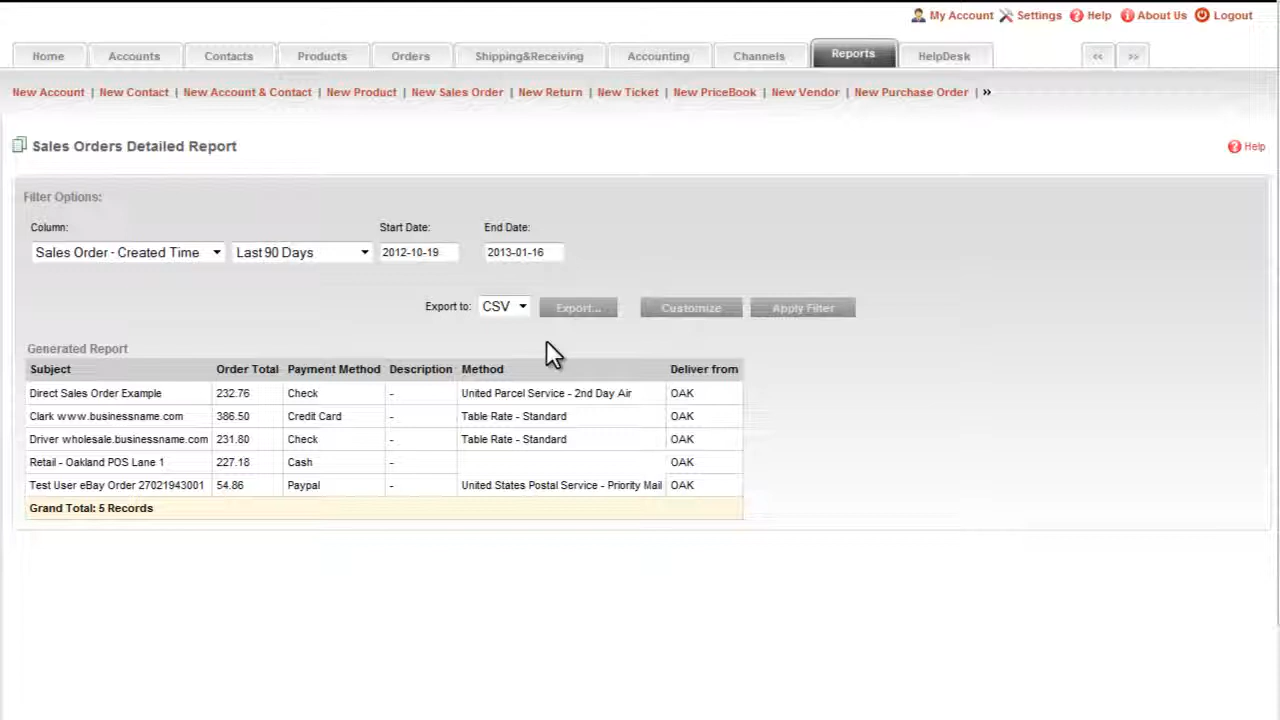 My Account Settings Help About Us Logout
Home Accounts Contacts Products Orders Shipping&Receiving Accounting Channels Reports HelpDesk << >>
New Account | New Contact | New Account & Contact | New Product | New Sales Order | New Return | New Ticket | New PriceBook | New Vendor | New Purchase Order | »
Sales Orders Detailed Report Help
Filter Options:
Column: Start Date: End Date:
Sales Order - Created Time Last 90 Days 2012-10-19 2013-01-16
Export to: CSV Export... Customize Apply Filter
Generated Report
Subject Order Total Payment Method Description Method Deliver from
Direct Sales Order Example 232.76 Check - United Parcel Service - 2nd Day Air OAK
Clark www.businessname.com 386.50 Credit Card - Table Rate - Standard OAK
Driver wholesale.businessname.com 231.80 Check - Table Rate - Standard OAK
Retail - Oakland POS Lane 1 227.18 Cash - OAK
Test User eBay Order 27021943001 54.86 Paypal - United States Postal Service - Priority Mail OAK
Grand Total: 5 Records